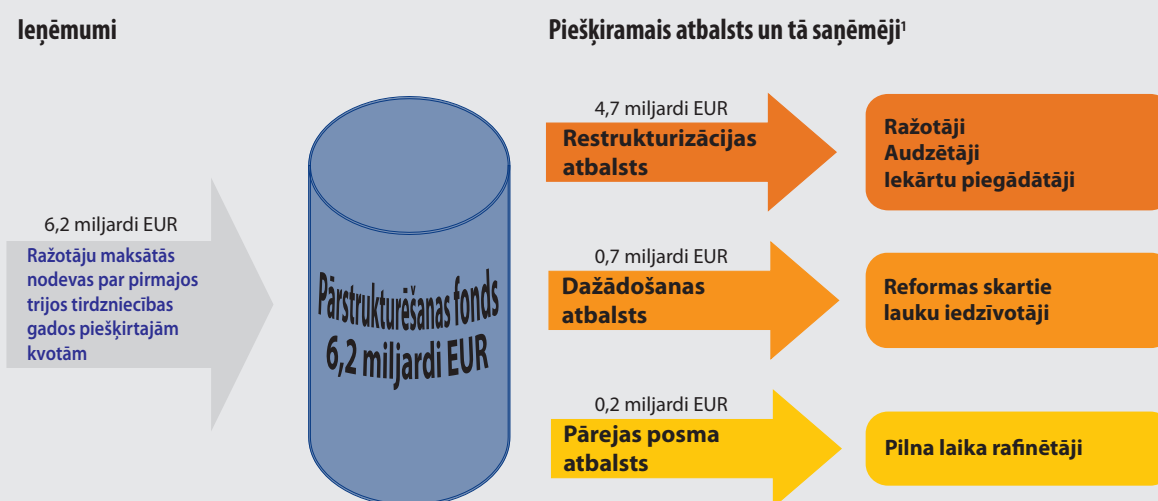 Ieņēmumi
Piešķiramais atbalsts un tā saņēmēji¹
6,2 miljardi EUR
Ražotāju maksātās
nodevas par pirmajos
trijos tirdzniecības
gados piešķirtajām
kvotām
Pārstrukturēšanas fonds
6,2 miljardi EUR
4,7 miljardi EUR
Restrukturizācijas
atbalsts
Ražotāji
Audzētāji
Iekārtu piegādātāji
0,7 miljardi EUR
Dažādošanas
atbalsts
Reformas skartie
lauku iedzīvotāji
0,2 miljardi EUR
Pārejas posma
atbalsts
Pilna laika rafinētāji